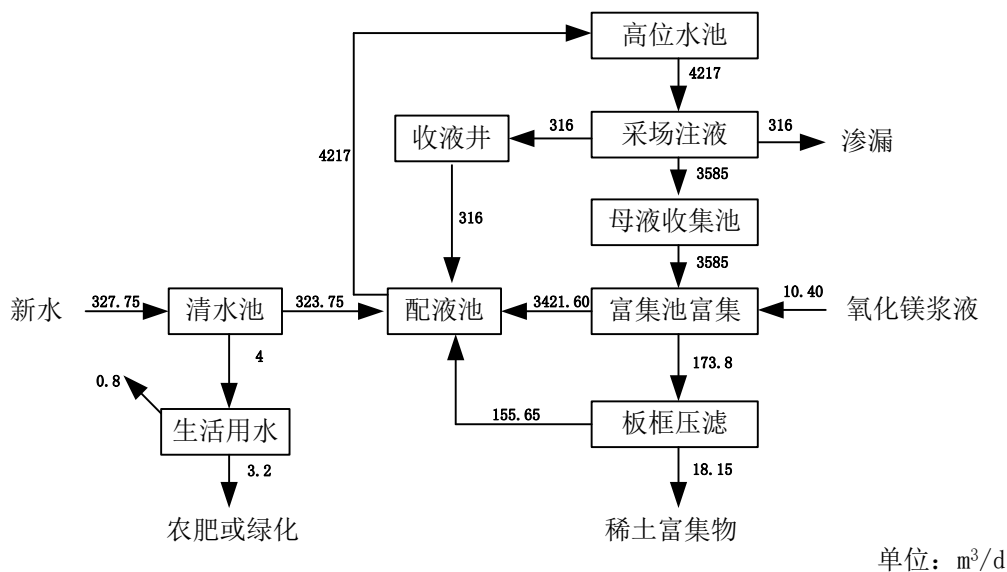 高位水池
4217
收液井
316
采场注液
316
渗漏
4217
3585
316
母液收集池
3585
新水
327.75
清水池
323.75
配液池
3421.60
富集池富集
10.40
氧化镁浆液
4
173.8
0.8
生活用水
155.65
板框压滤
3.2
18.15
农肥或绿化
稀土富集物
单位：m³/d